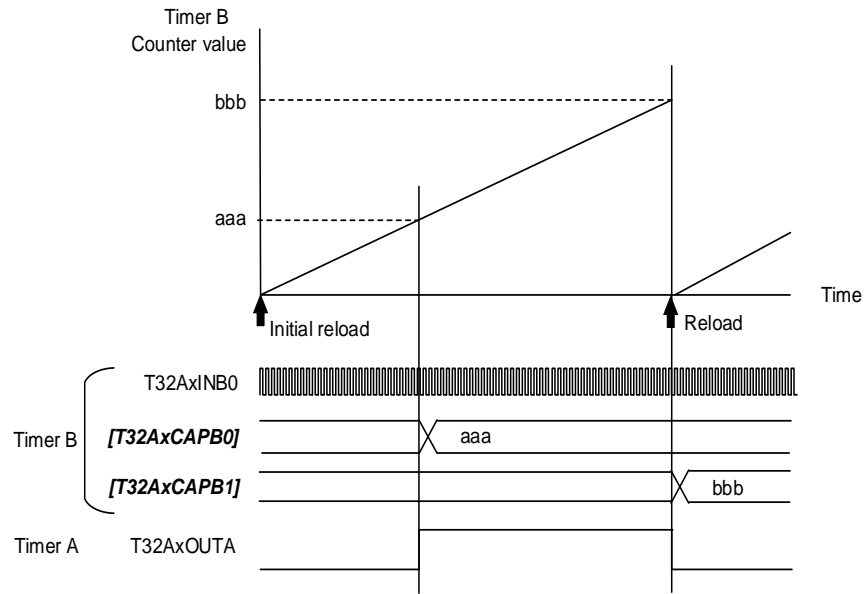 Timer B
Counter value
bbb
aaa
Time
Initial reload
Reload
T32AxINB0
Timer B
[T32AxCAPB0]
aaa
[T32AxCAPB1]
bbb
Timer A
T32AxOUTA